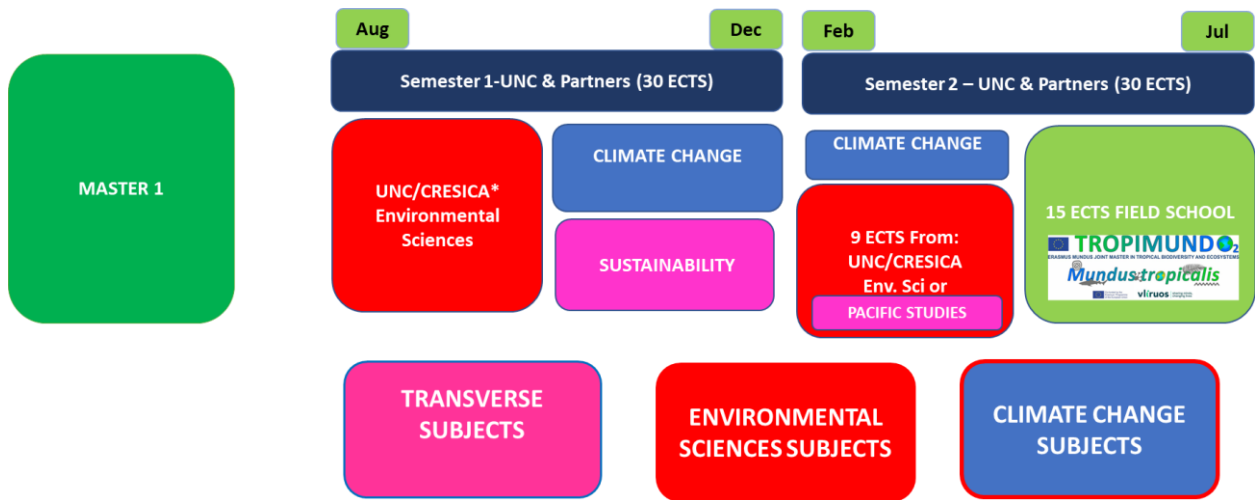 Aug
Dec
Feb
Jul
Semester 1-UNC & Partners (30 ECTS)
Semester 2 – UNC & Partners (30 ECTS)
MASTER 1
UNC/CRESICA*
Environmental
Sciences
CLIMATE CHANGE
SUSTAINABILITY
CLIMATE CHANGE
9 ECTS From:
UNC/CRESICA
Env. Sci or
PACIFIC STUDIES
15 ECTS FIELD SCHOOL
TROPIMUNDO2
ERASMUS MUNDUS JOINT MASTER IN TROPICAL BIODIVERSITY AND ECOSYSTEMS
Mundus tropicalis
vliruos
TRANSVERSE
SUBJECTS
ENVIRONMENTAL
SCIENCES SUBJECTS
CLIMATE CHANGE
SUBJECTS